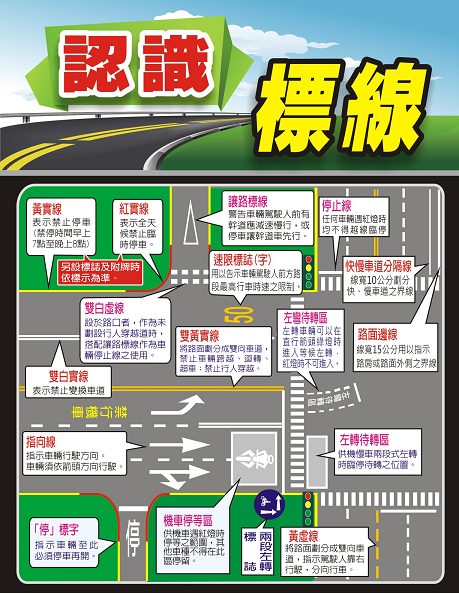 認識
標線
黃實線
表示禁止停車
(禁停時間早上
7點至晚上8點)
紅實線
表示全天
候禁止臨
時停車。
另設標誌及附牌時
依標示為準。
讓路標線
警告車輛駕駛人前有
幹道應減速慢行，或
停車讓幹道車先行。
停止線
任何車輛遇紅燈時
均不得越線臨停
速限標誌(字)
用以告示車輛駕駛人前方路
段最高行車時速之限制。
快慢車道分隔線
線寬10公分劃分
快、慢車道之界線
雙白虛線
設於路口者，作為未
劃設行人穿越道時，
搭配讓路標線作為車
輛停止線之使用。
50
雙黃實線
將路面劃分成雙向車道，
禁止車輛跨越、迴轉、
超車；禁止行人穿越。
左彎待轉區
左轉車輛可以在
直行箭頭綠燈時
進入等候左轉，
紅燈時不可進入。
路面邊線
線寬15公分用以指示
路房或路面外側之界線
雙白實線
表示禁止變換車道
禁行機車
左彎待轉區
指向線
指示車輛行駛方向。
車輛須依箭頭方向行駛。
左轉待轉區
供機慢車兩段式左轉
時臨停待轉之位置。
「停」標字
指示車輛至此
必須停車再開。
停
機車停等區
供機車遇紅燈時
停等之範圍，其
他車種不得在此
區停留。
兩段左轉
標誌
黃虛線
將路面劃分成雙向車
道，指示駕駛人靠右
行駛，分向行車。